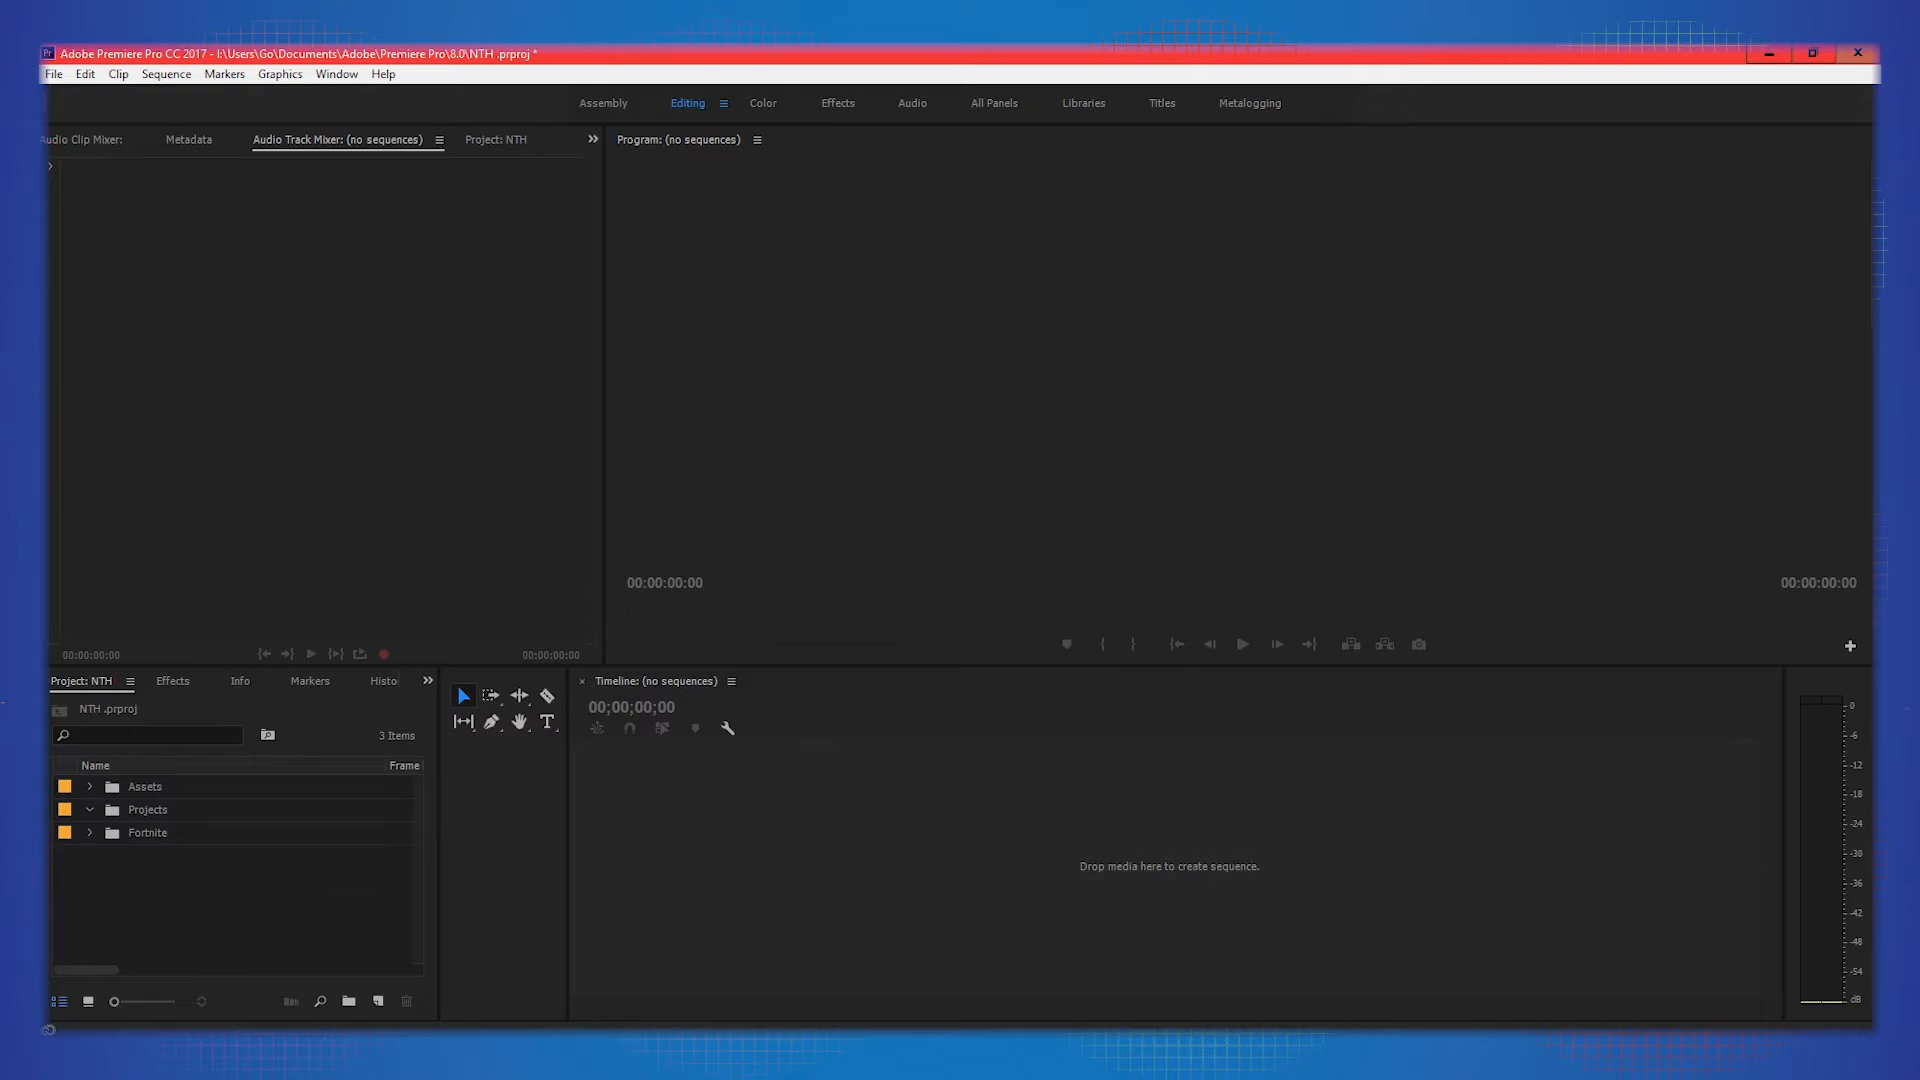 Pr Adobe Premiere Pro CC 2017 - I:\Users\Go\Documents\Adobe\Premiere Pro\8.0\NTH .prproj *
File Edit Clip Sequence Markers Graphics Window Help
Assembly Editing Color Effects Audio All Panels Libraries Titles Metalogging
Audio Clip Mixer: Metadata Audio Track Mixer: (no sequences) Project: NTH
Program: (no sequences)
00:00:00:00 00:00:00:00
00:00:00:00 00:00:00:00
Project: NTH Effects Info Markers Histo
NTH .prproj
3 Items
Name Frame
Assets
Projects
Fortnite
Timeline: (no sequences)
00;00;00;00
Drop media here to create sequence.
0
-6
-12
-18
-24
-30
-36
-42
-48
-54
dB